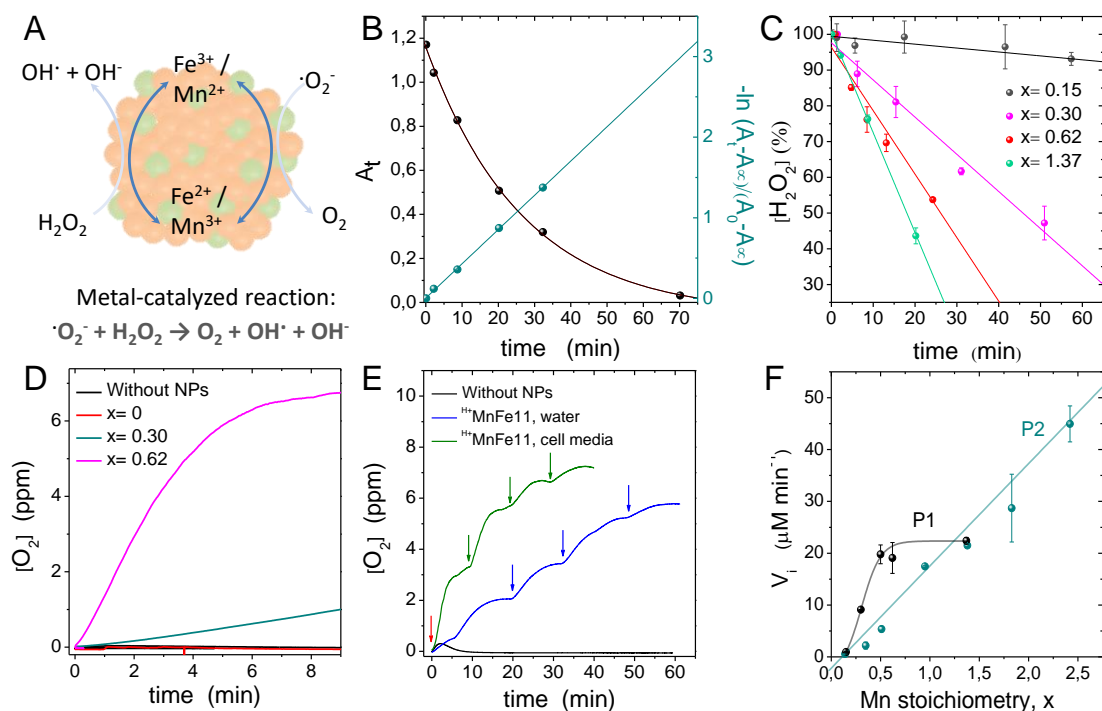 A
OH· + OH-
Fe3+ /
Mn2+
·O2-
Fe2+ /
Mn3+
H2O2
O2
Metal-catalyzed reaction:
·O2- + H2O2 → O2 + OH· + OH-
B
1,2
1,0
0,8
0,6
0,4
0,2
0,0
At
0 10 20 30 40 50 60 70
time (min)
3
2
1
0
-ln (At-A∝)/(A0-A∝)
C
100
90
80
70
60
50
40
30
[H2O2] (%)
x= 0.15
x= 0.30
x= 0.62
x= 1.37
0 10 20 30 40 50 60
time (min)
D
Without NPs
x= 0
x= 0.30
x= 0.62
6
4
2
0
[O2] (ppm)
0 2 4 6 8
time (min)
E
Without NPs
H+MnFe11, water
H+MnFe11, cell media
10
8
6
4
2
0
[O2] (ppm)
0 10 20 30 40 50 60
time (min)
F
P2
P1
50
40
30
20
10
0
Vi (μM min-1)
0,0 0,5 1,0 1,5 2,0 2,5
Mn stoichiometry, x